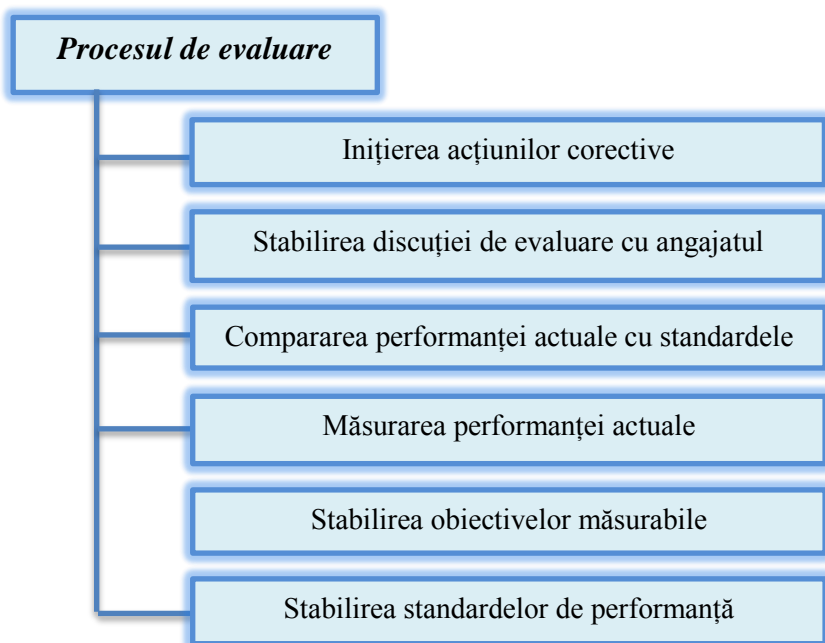 Procesul de evaluare
Inițierea acțiunilor corective
Stabilirea discuției de evaluare cu angajatul
Compararea performanței actuale cu standardele
Măsurarea performanței actuale
Stabilirea obiectivelor măsurabile
Stabilirea standardelor de performanță